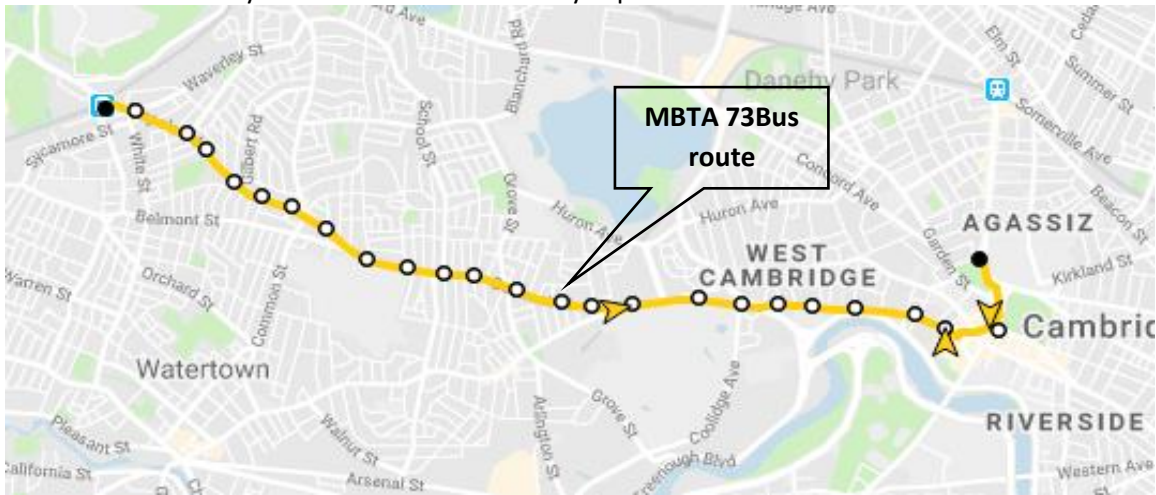 Waverley St
Blanchard Rd
Elm St
Summer St
Danehy Park
MBTA 73Bus
route
Somerville Ave
Sycamore St
White St
Gilbert Rd
School St
Grove St
Concord Ave
Beacon St
Huron Ave
Huron Ave
Belmont St
AGASSIZ
Garden St
WEST
CAMBRIDGE
Kirkland St
Orchard St
Warren St
Common St
Cambrid
Watertown
Coolidge Ave
Grove St
Arlington St
RIVERSIDE
Walnut St
Pleasant St
Greenough Blvd
Western Ave
California St
Arsenal St